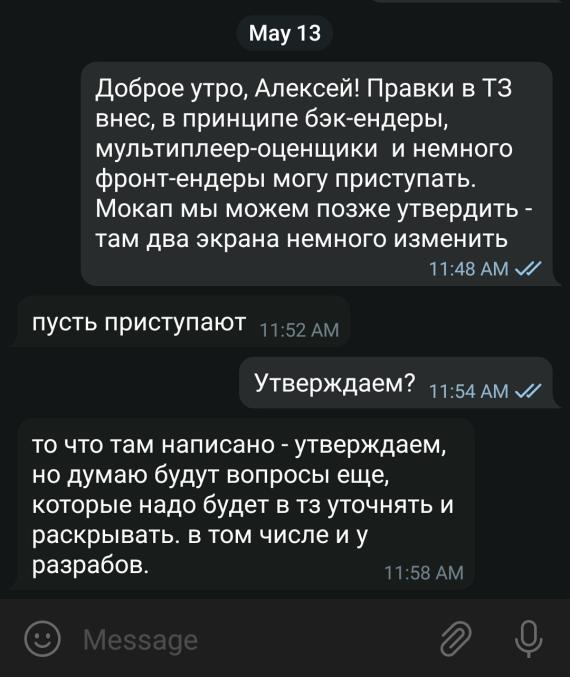 May 13
Доброе утро, Алексей! Правки в ТЗ
внес, в принципе бэк-ендеры,
мультиплеер-оценщики и немного
фронт-ендеры могу приступать.
Мокап мы можем позже утвердить -
там два экрана немного изменить
11:48 AM
пусть приступают 11:52 AM
Утверждаем? 11:54 AM
то что там написано - утверждаем,
но думаю будут вопросы еще,
которые надо будет в тз уточнять и
раскрывать. в том числе и у
разрабов. 11:58 AM
Message